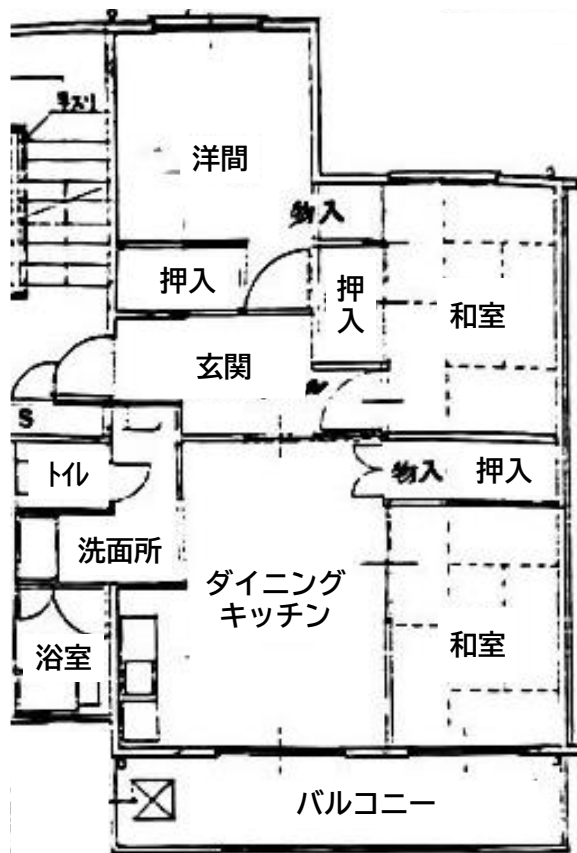 手スリ
洋間
物入
押入
押
入
和室
玄関
S
トイレ
物入
押入
洗面所
ダイニング
キッチン
浴室
和室
バルコニー